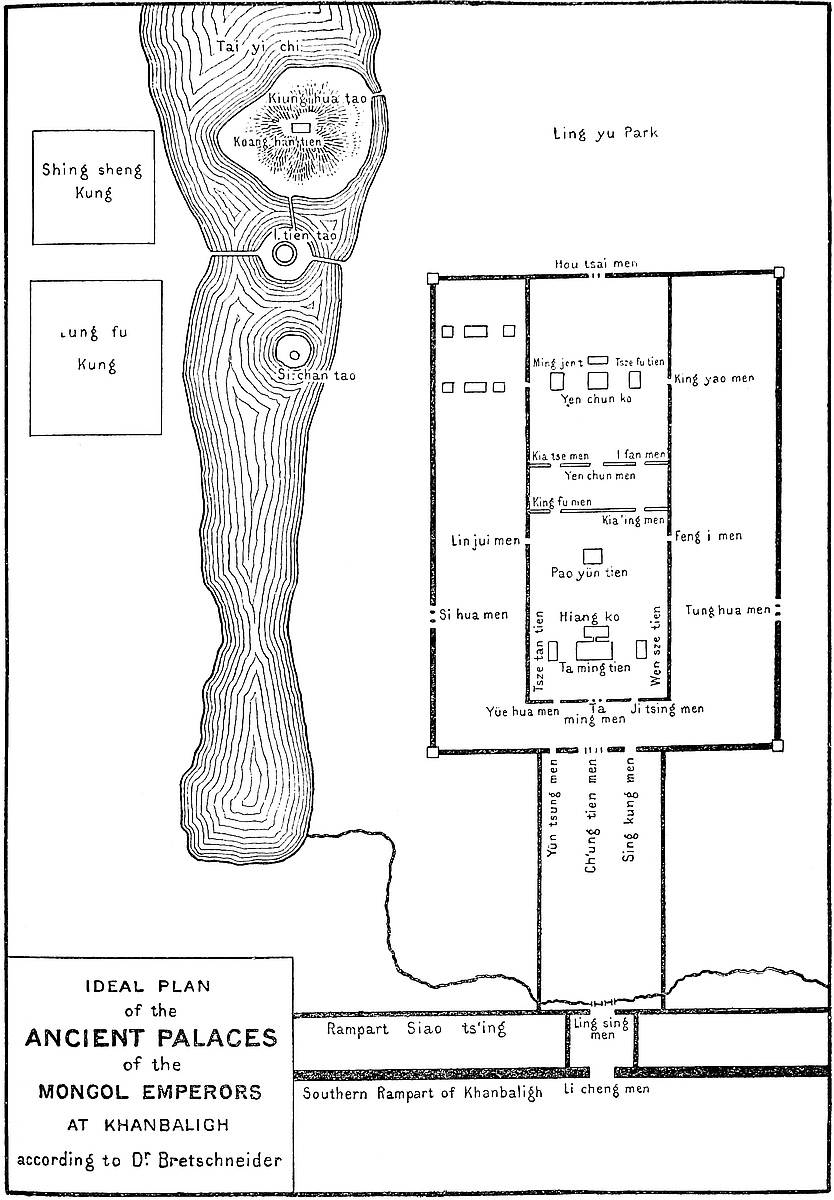 Tai yi chi
Kiung hua tao
Koang han tien
Ling yu Park
Shing sheng
Kung
I tien tao
Lung fu
Kung
Si chan tao
Hou tsai men
Ming jen t
Tsze fu tien
King yao men
Yen chun ko
Kia tse men
I fan men
Yen chun men
King fu men
Kia'ing men
Lin jui men
Feng i men
Pao yün tien
Si hua men
Hiang ko
Tung hua men
Tsze tan tien
Wen sze tien
Ta ming tien
Yüe hua men
Ta
ming men
Ji tsing men
Yün tsung men
Ch'ung tien men
Sing kung men
IDEAL PLAN
of the
ANCIENT PALACES
of the
MONGOL EMPERORS
AT KHANBALIGH
according to Dr. Bretschneider
Rampart Siao ts'ing
Ling sing
men
Southern Rampart of Khanbaligh
Li cheng men